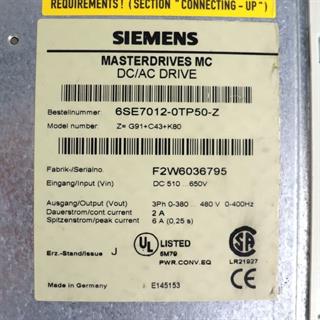 REQUIREMENTS! (SECTION "CONNECTING - UP")
SIEMENS
MASTERDRIVES MC
DC/AC DRIVE
Bestellnummer: 6SE7012-0TP50-Z
Model number: Z= G91+C43+K80
Fabrik-/Serialno. F2W6036795
Eingang/Input (Vin) DC 510 ... 650V
Ausgang/Output (Vout) 3Ph 0-380 ... 480 V 0-400Hz
Dauerstrom/cont current 2 A
Spitzenstrom/peak current 6 A (0,25 s)
Erz.-Stand/issue J
UL LISTED
5M79
PWR.CONV.EQ
SA
LR21927
Made in Germany E145153